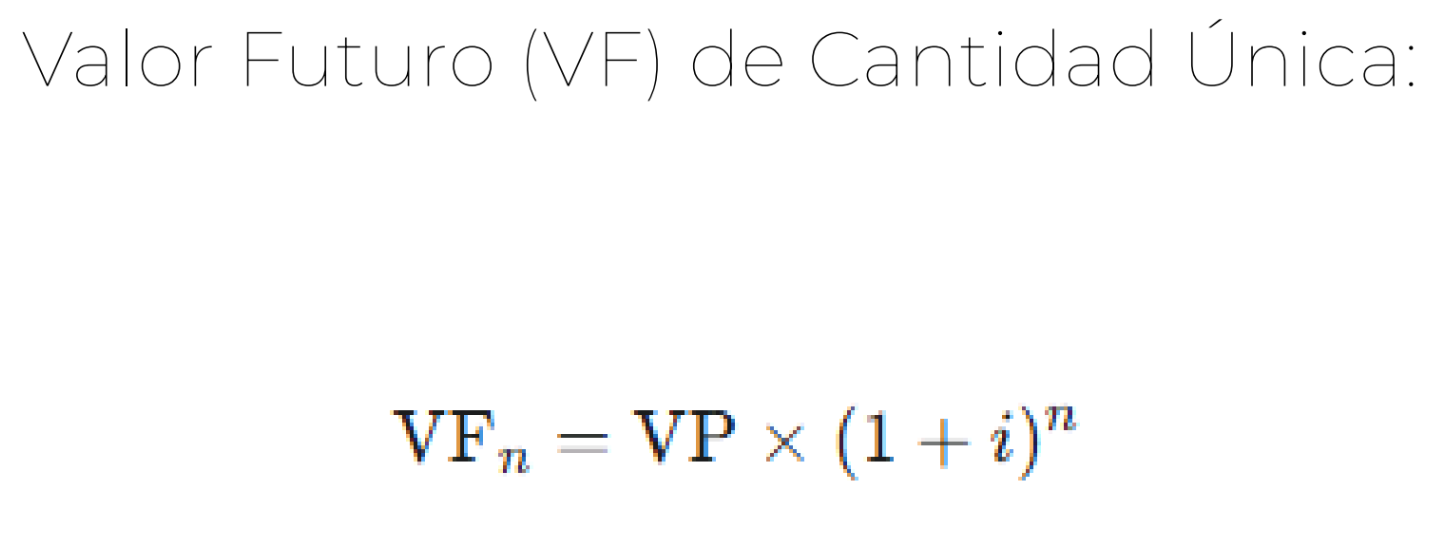 Valor Futuro (VF) de Cantidad Única:
VFₙ = VP × (1 + i)ⁿ